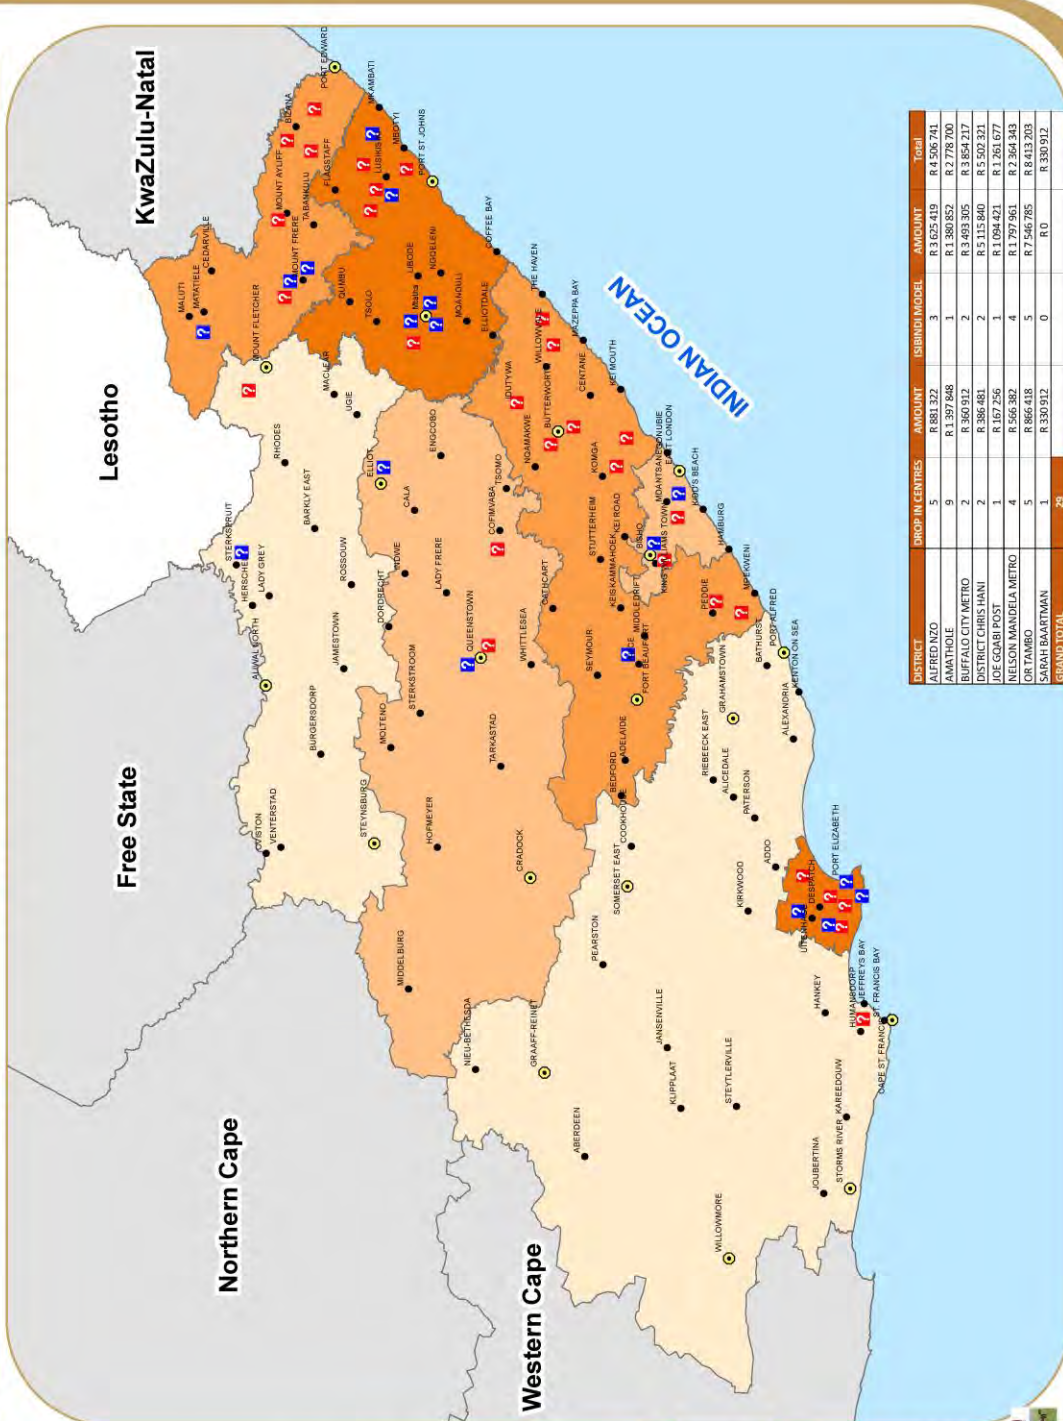 KwaZulu-Natal
Lesotho
Free State
Northern Cape
Western Cape
INDIAN OCEAN
PORT EDWARD
BIZANA
MKAMBATI
MALUTI
MATATIELE
CEDARVILLE
MOUNT AYLIFF
TABANKULU
FLAGSTAFF
MOUNT FRERE
LUSIKISIKI
MBOTYI
PORT ST JOHNS
MOUNT FLETCHER
QUMBU
TSOLO
LIBODE
NGQELENI
Mtatha
COFFEE BAY
MQANDULI
ELLIOTDALE
MACLEAR
UGIE
RHODES
BARKLY EAST
ELLIOT
ENGCOBO
CALA
TSOMO
COFIMVABA
IDUTYWA
WILLOWVALE
THE HAVEN
NQAMAKWE
BUTTERWORTH
MAZEPPA BAY
CENTANE
KEI MOUTH
KOMGA
STERKSPRUIT
HERSCHEL
LADY GREY
ROSSOUW
INDWE
LADY FRERE
DORDRECHT
STUTTERHEIM
KEI ROAD
MDANTSANE
GONUBIE
EAST LONDON
KIDD'S BEACH
BISHO
KING WILLIAMS TOWN
HAMBURG
CATHCART
KEISKAMMAHOEK
MIDDLEDRIFT
ALIWAL NORTH
JAMESTOWN
QUEENSTOWN
WHITTLESEA
SEYMOUR
FORT BEAUFORT
PEDDIE
MPEKWENI
BURGERSDORP
STERKSTROOM
MOLTENO
TARKASTAD
ADELAIDE
BEDFORD
GRAHAMSTOWN
BATHURST
PORT ALFRED
KENTON ON SEA
RIEBEECK EAST
ALICEDALE
ALEXANDRIA
PATERSON
OVISTON
VENTERSTAD
STEYNSBURG
HOFMEYER
CRADOCK
COOKHOUSE
SOMERSET EAST
ADDO
KIRKWOOD
PORT ELIZABETH
DESPATCH
UITENHAGE
PEARSTON
MIDDELBURG
NIEU-BETHESDA
GRAAFF-REINET
JANSENVILLE
KLIPPLAAT
STEYTLERVILLE
HANKEY
HUMANSDORP
JEFFREYS BAY
ST. FRANCIS BAY
CAPE ST. FRANCIS
KAREEDOUW
STORMS RIVER
JOUBERTINA
ABERDEEN
WILLOWMORE
DISTRICT DROP IN CENTRES AMOUNT ISIBINDI MODEL AMOUNT Total
ALFRED NZO 5 R 881 322 3 R 3 625 419 R 4 506 741
AMATHOLE 9 R 1 397 848 1 R 1 380 852 R 2 778 700
BUFFALO CITY METRO 2 R 360 912 2 R 3 493 305 R 3 854 217
DISTRICT CHRIS HANI 2 R 386 481 2 R 5 115 840 R 5 502 321
JOE GQABI POST 1 R 167 256 1 R 1 094 421 R 1 261 677
NELSON MANDELA METRO 4 R 566 382 4 R 1 797 961 R 2 364 343
OR TAMBO 5 R 866 418 5 R 7 546 785 R 8 413 203
SARAH BAARTMAN 1 R 330 912 0 R 0 R 330 912
GRAND TOTAL 29